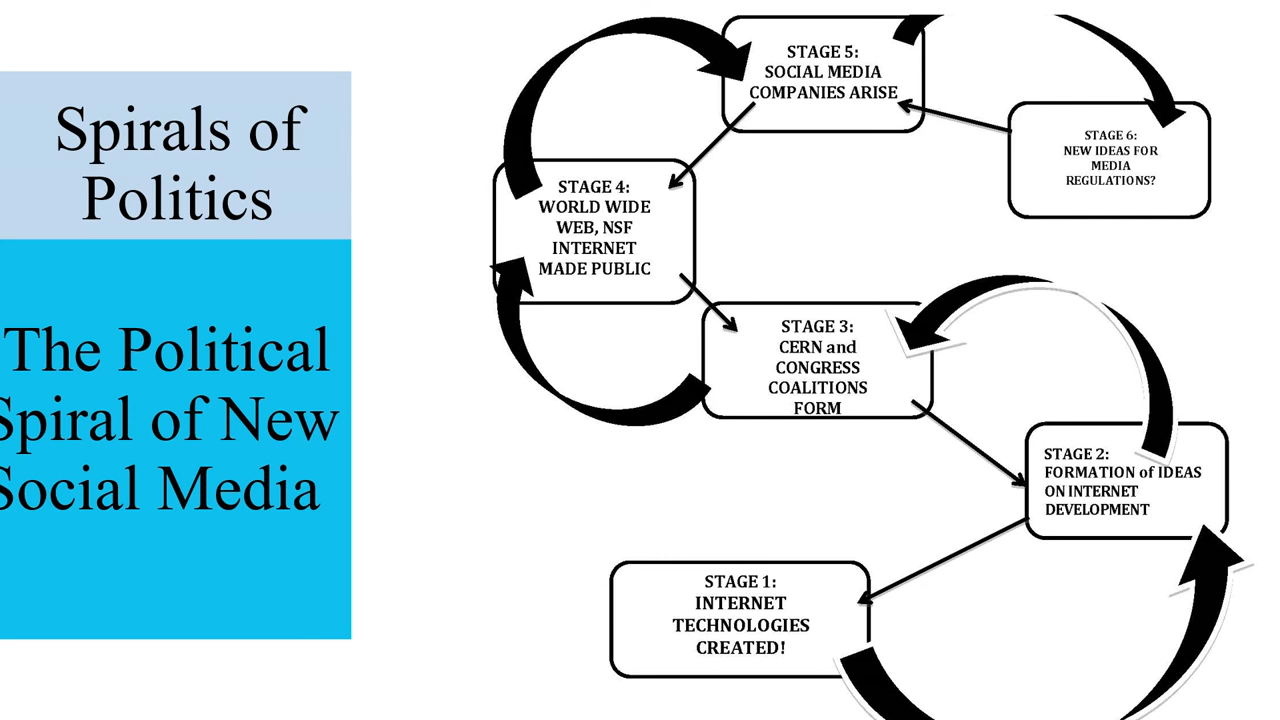 Spirals of
Politics
The Political
Spiral of New
Social Media
STAGE 5:
SOCIAL MEDIA
COMPANIES ARISE
STAGE 6:
NEW IDEAS FOR
MEDIA
REGULATIONS?
STAGE 4:
WORLD WIDE
WEB, NSF
INTERNET
MADE PUBLIC
STAGE 3:
CERN and
CONGRESS
COALITIONS
FORM
STAGE 2:
FORMATION of IDEAS
ON INTERNET
DEVELOPMENT
STAGE 1:
INTERNET
TECHNOLOGIES
CREATED!